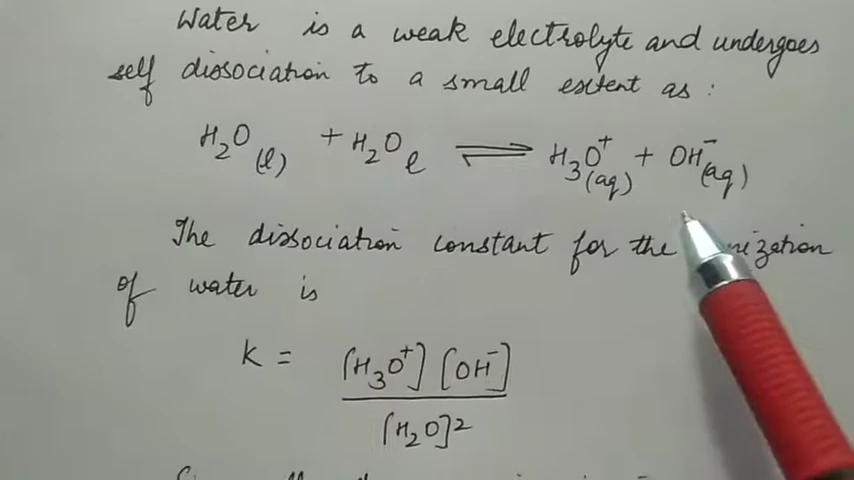 Water is a weak electrolyte and undergoes
self dissociation to a small extent as :
H₂O (l) + H₂O l ⇌ H₃O⁺ (aq) + OH⁻ (aq)
The dissociation constant for the
of water is
K = [H₃O⁺] [OH⁻]
[H₂O]²